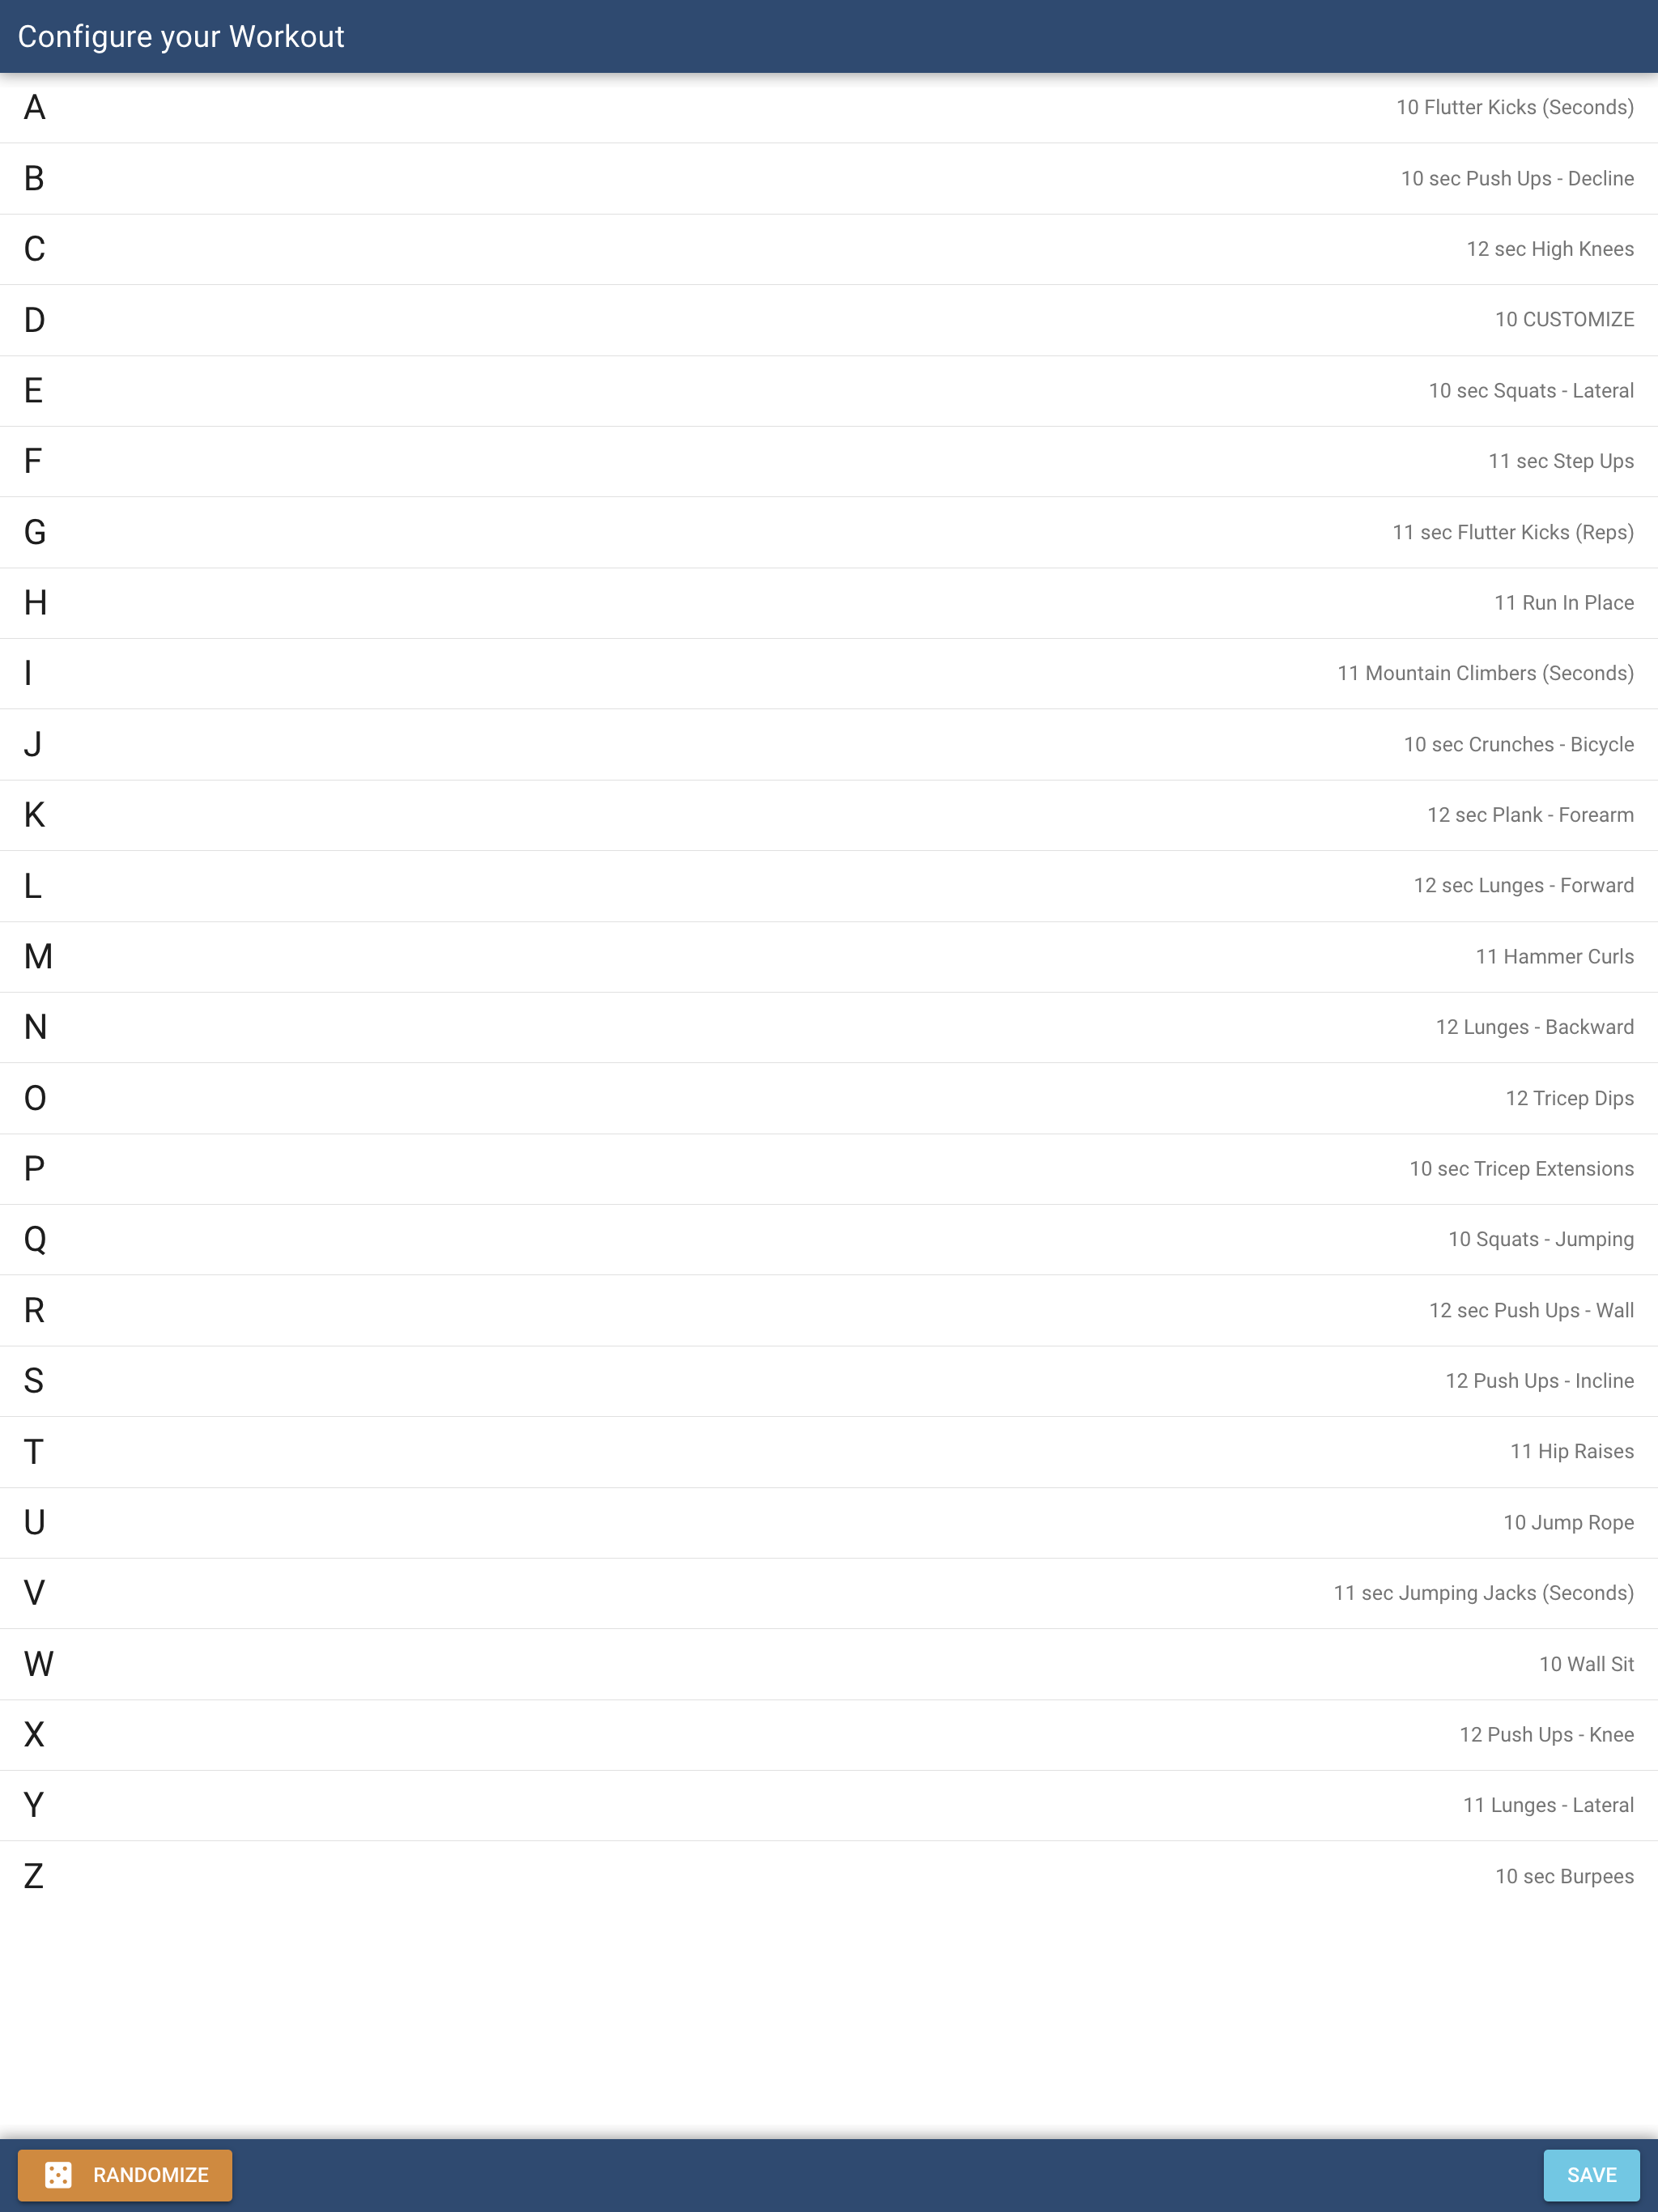 Configure your Workout
A 10 Flutter Kicks (Seconds)
B 10 sec Push Ups - Decline
C 12 sec High Knees
D 10 CUSTOMIZE
E 10 sec Squats - Lateral
F 11 sec Step Ups
G 11 sec Flutter Kicks (Reps)
H 11 Run In Place
I 11 Mountain Climbers (Seconds)
J 10 sec Crunches - Bicycle
K 12 sec Plank - Forearm
L 12 sec Lunges - Forward
M 11 Hammer Curls
N 12 Lunges - Backward
O 12 Tricep Dips
P 10 sec Tricep Extensions
Q 10 Squats - Jumping
R 12 sec Push Ups - Wall
S 12 Push Ups - Incline
T 11 Hip Raises
U 10 Jump Rope
V 11 sec Jumping Jacks (Seconds)
W 10 Wall Sit
X 12 Push Ups - Knee
Y 11 Lunges - Lateral
Z 10 sec Burpees
RANDOMIZE SAVE